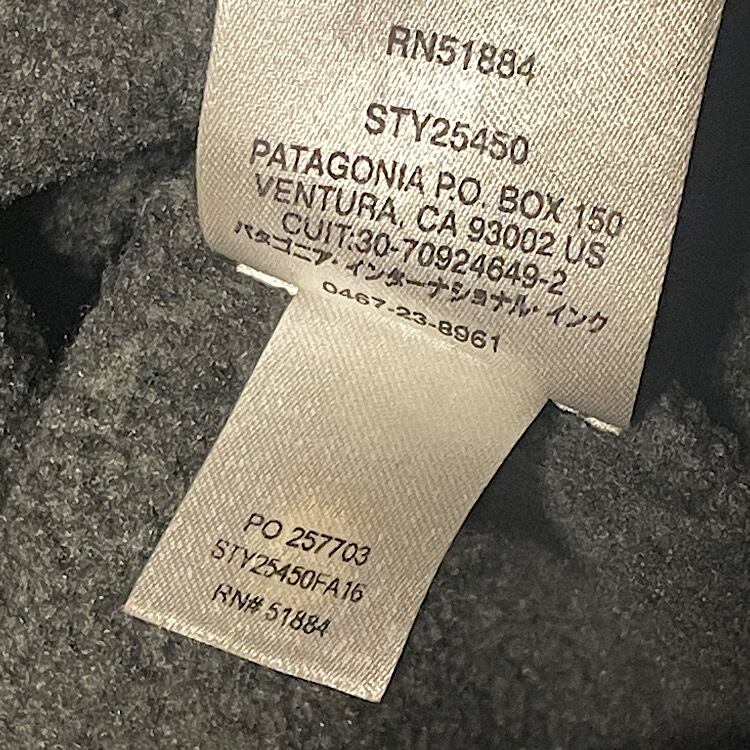 RN51884
STY25450
PATAGONIA P.O. BOX 150
VENTURA, CA 93002 US
CUIT:30-70924649-2
パタゴニア・インターナショナル・インク
0467-23-8961
PO 257703
STY25450FA16
RN# 51884